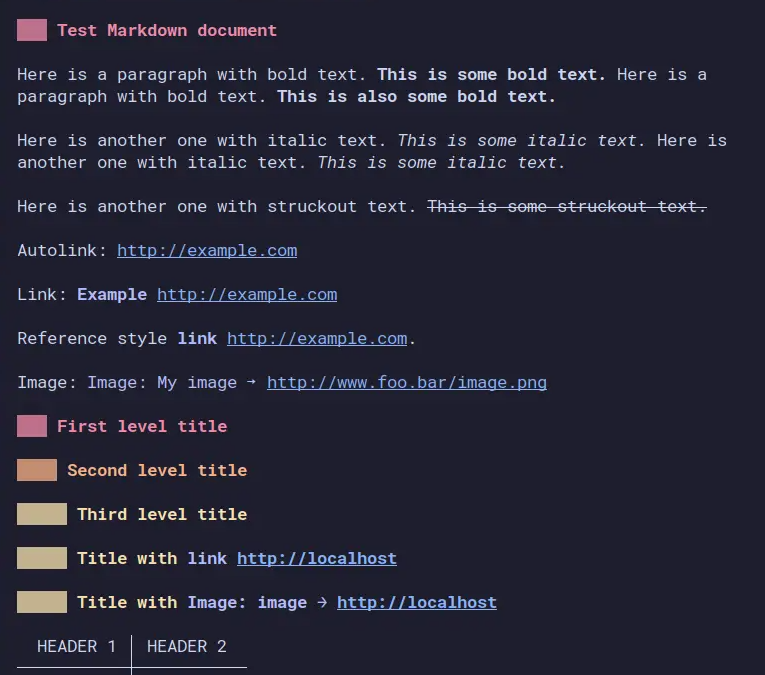 Test Markdown document
Here is a paragraph with bold text. This is some bold text. Here is a
paragraph with bold text. This is also some bold text.
Here is another one with italic text. This is some italic text. Here is
another one with italic text. This is some italic text.
Here is another one with struckout text. This is some struckout text.
Autolink: http://example.com
Link: Example http://example.com
Reference style link http://example.com.
Image: Image: My image → http://www.foo.bar/image.png
First level title
Second level title
Third level title
Title with link http://localhost
Title with Image: image → http://localhost
HEADER 1 HEADER 2